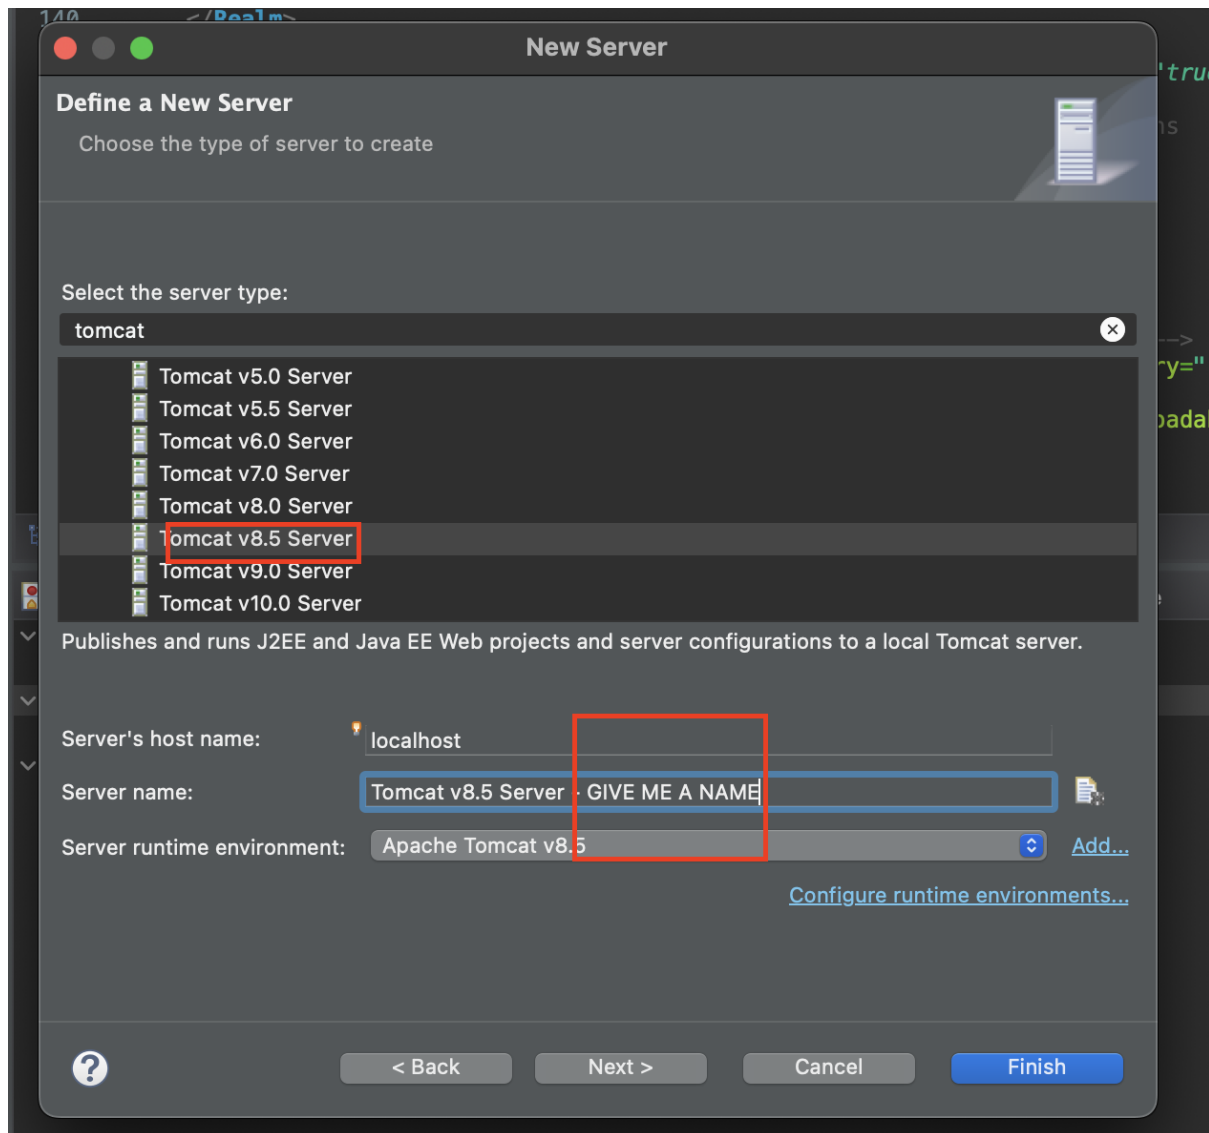 140 </Realm>
New Server
Define a New Server
Choose the type of server to create
Select the server type:
tomcat
Tomcat v5.0 Server
Tomcat v5.5 Server
Tomcat v6.0 Server
Tomcat v7.0 Server
Tomcat v8.0 Server
Tomcat v8.5 Server
Tomcat v9.0 Server
Tomcat v10.0 Server
Publishes and runs J2EE and Java EE Web projects and server configurations to a local Tomcat server.
Server's host name: localhost
Server name: Tomcat v8.5 Server - GIVE ME A NAME
Server runtime environment: Apache Tomcat v8.5 Add...
Configure runtime environments...
? < Back Next > Cancel Finish
-->